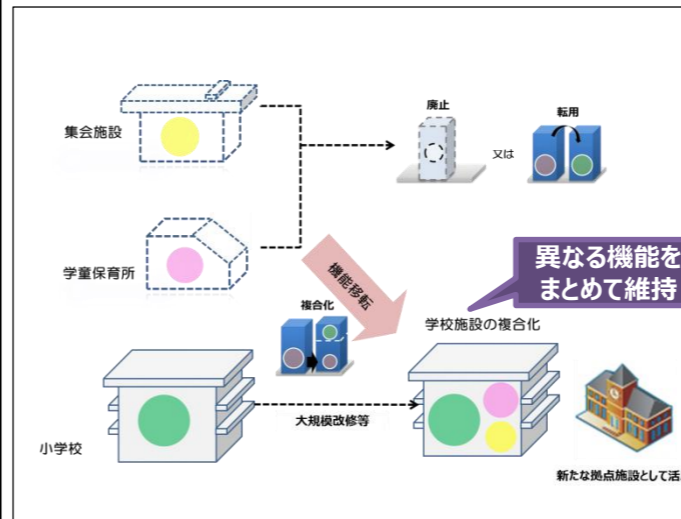 集会施設
廃止
転用
又は
学童保育所
機能移転
異なる機能を
まとめて維持
複合化
学校施設の複合化
大規模改修等
小学校
新たな拠点施設として活